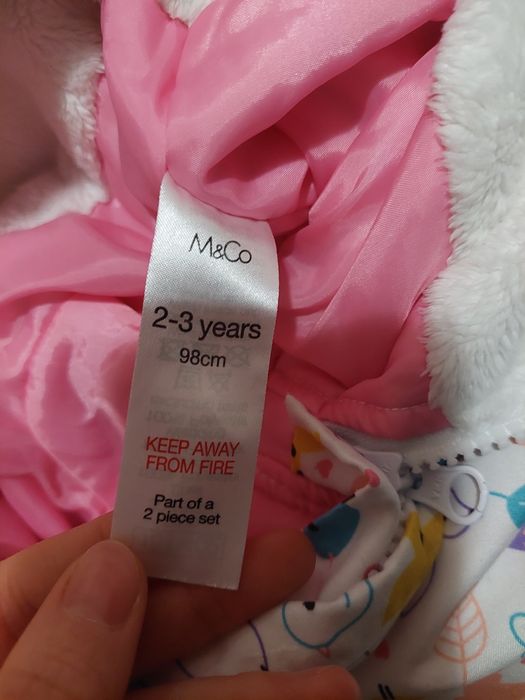 M&Co
2-3 years
98cm
KEEP AWAY
FROM FIRE
Part of a
2 piece set